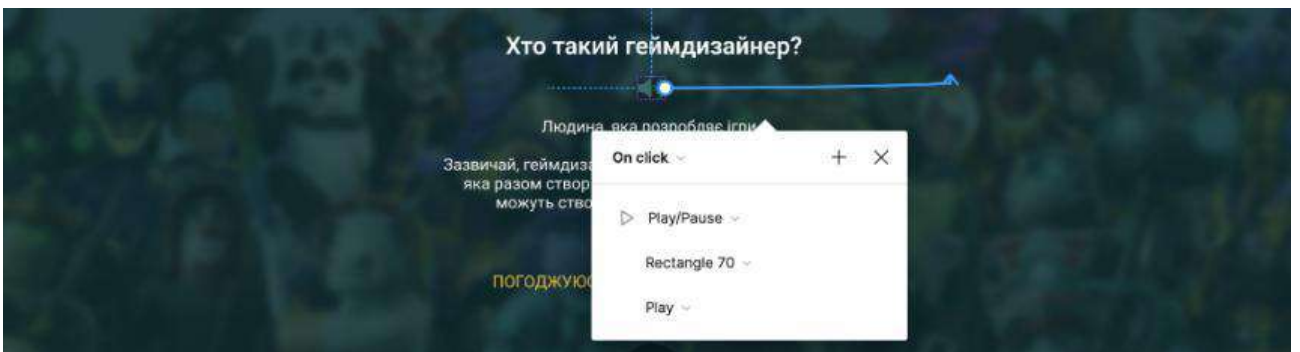 Хто такий геймдизайнер?
Людина, яка розробляє ігри
On click
Зазвичай, геймдиза
яка разом створ
можуть ство
Play/Pause
Rectangle 70
ПОГОДЖУЮС
Play